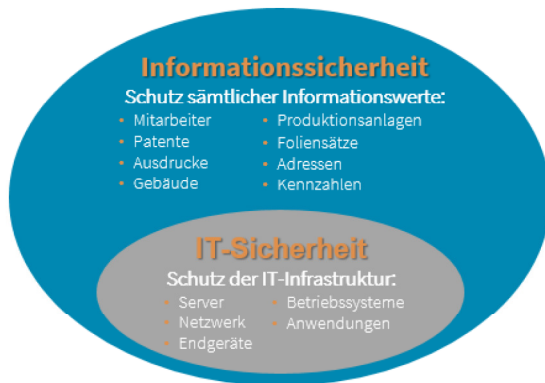 Informationssicherheit
Schutz sämtlicher Informationswerte:
• Mitarbeiter • Produktionsanlagen
• Patente • Foliensätze
• Ausdrucke • Adressen
• Gebäude • Kennzahlen
IT-Sicherheit
Schutz der IT-Infrastruktur:
• Server • Betriebssysteme
• Netzwerk • Anwendungen
• Endgeräte